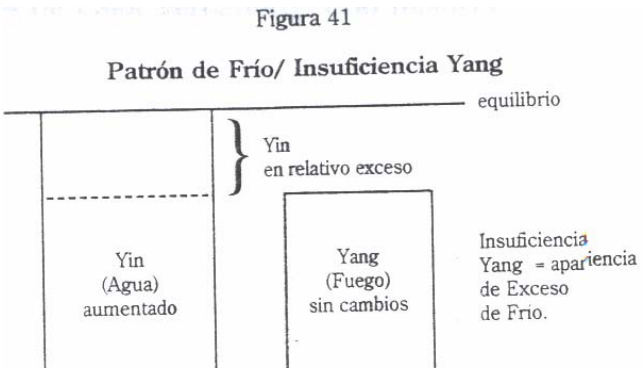 Figura 41
Patrón de Frío/ Insuficiencia Yang
equilibrio
Yin
en relativo exceso
Yin
(Agua)
aumentado
Yang
(Fuego)
sin cambios
Insuficiencia
Yang = apariencia
de Exceso
de Frío.